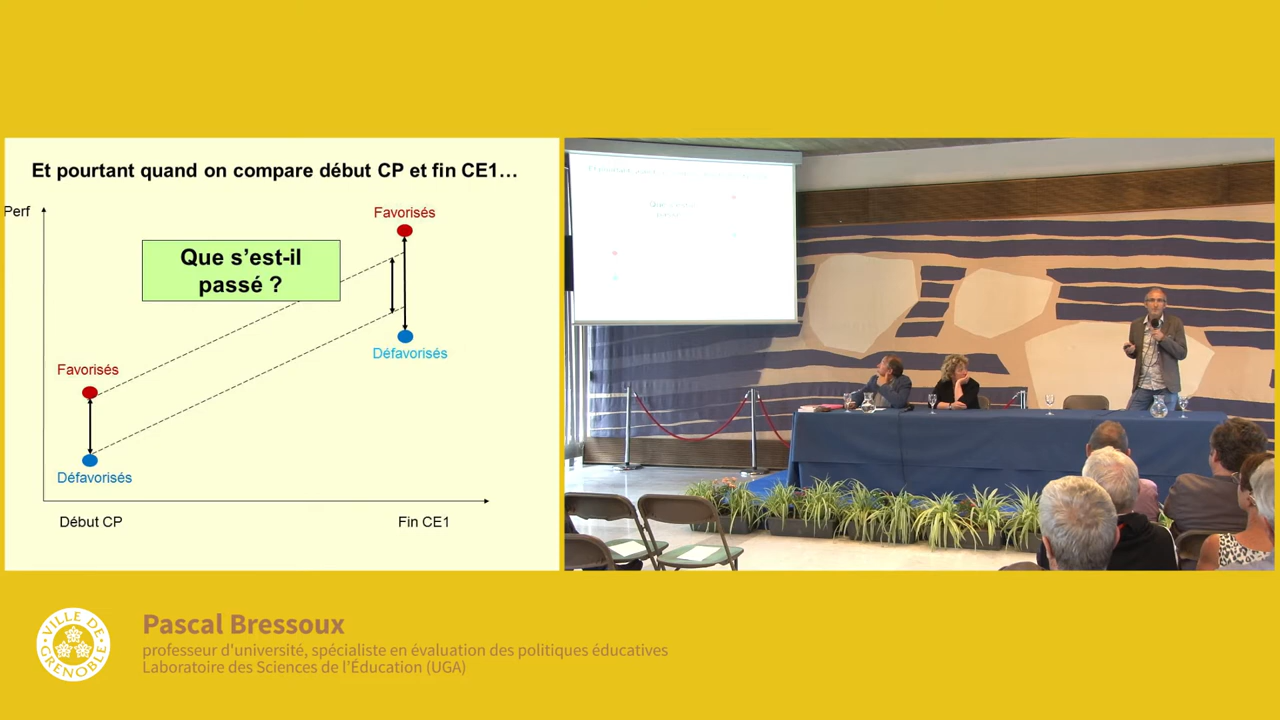 Et pourtant quand on compare début CP et fin CE1…
Perf
Favorisés
Que s'est-il
passé ?
Défavorisés
Favorisés
Défavorisés
Début CP
Fin CE1
VILLE DE
GRENOBLE
Pascal Bressoux
professeur d'université, spécialiste en évaluation des politiques éducatives
Laboratoire des Sciences de l'Éducation (UGA)